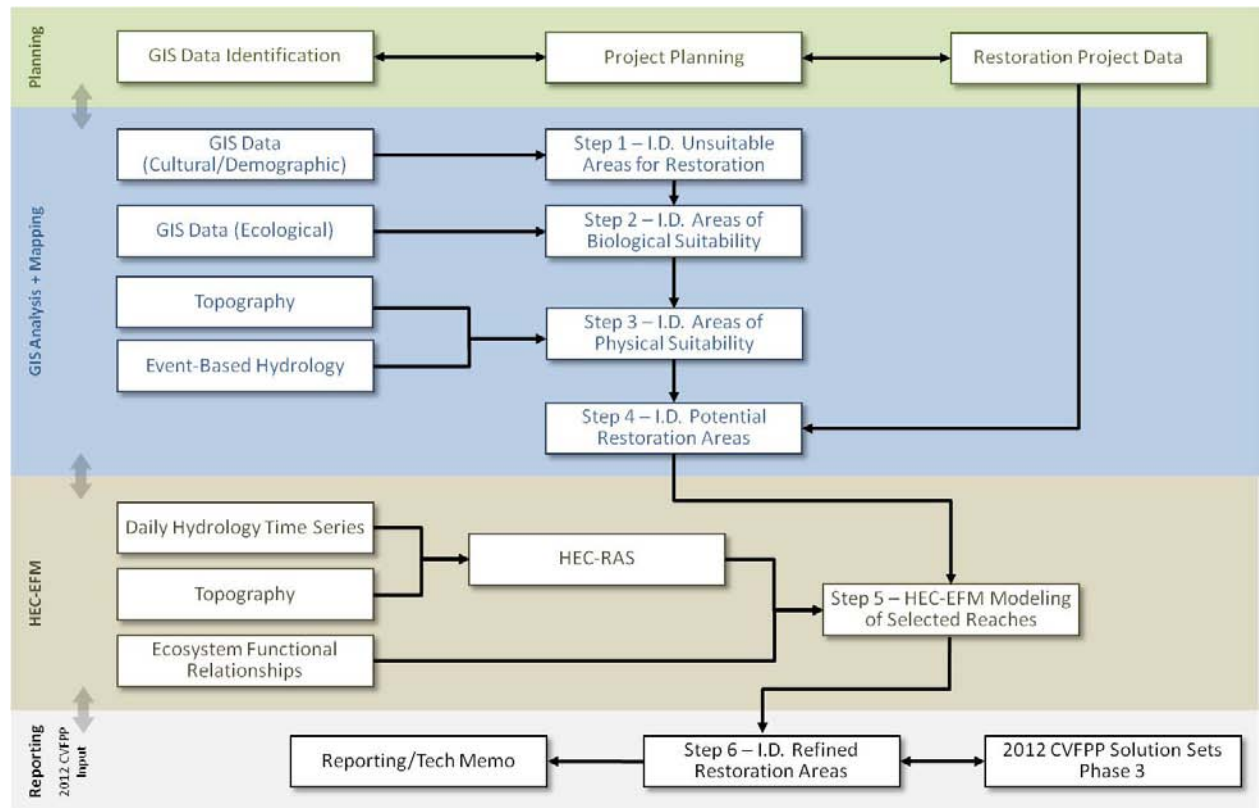 Planning
GIS Data Identification
Project Planning
Restoration Project Data
GIS Analysis + Mapping
GIS Data
(Cultural/Demographic)
Step 1 – I.D. Unsuitable
Areas for Restoration
GIS Data (Ecological)
Step 2 – I.D. Areas of
Biological Suitability
Topography
Event-Based Hydrology
Step 3 – I.D. Areas of
Physical Suitability
Step 4 – I.D. Potential
Restoration Areas
HEC-EFM
Daily Hydrology Time Series
Topography
HEC-RAS
Ecosystem Functional
Relationships
Step 5 – HEC-EFM Modeling
of Selected Reaches
Reporting
2012 CVFPP
Input
Reporting/Tech Memo
Step 6 – I.D. Refined
Restoration Areas
2012 CVFPP Solution Sets
Phase 3